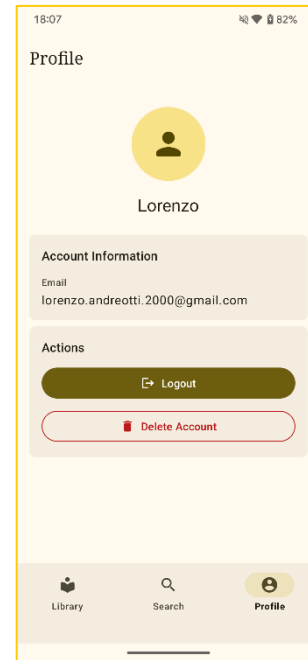 18:07 82%
Profile
Lorenzo
Account Information
Email
lorenzo.andreotti.2000@gmail.com
Actions
Logout
Delete Account
Library Search Profile